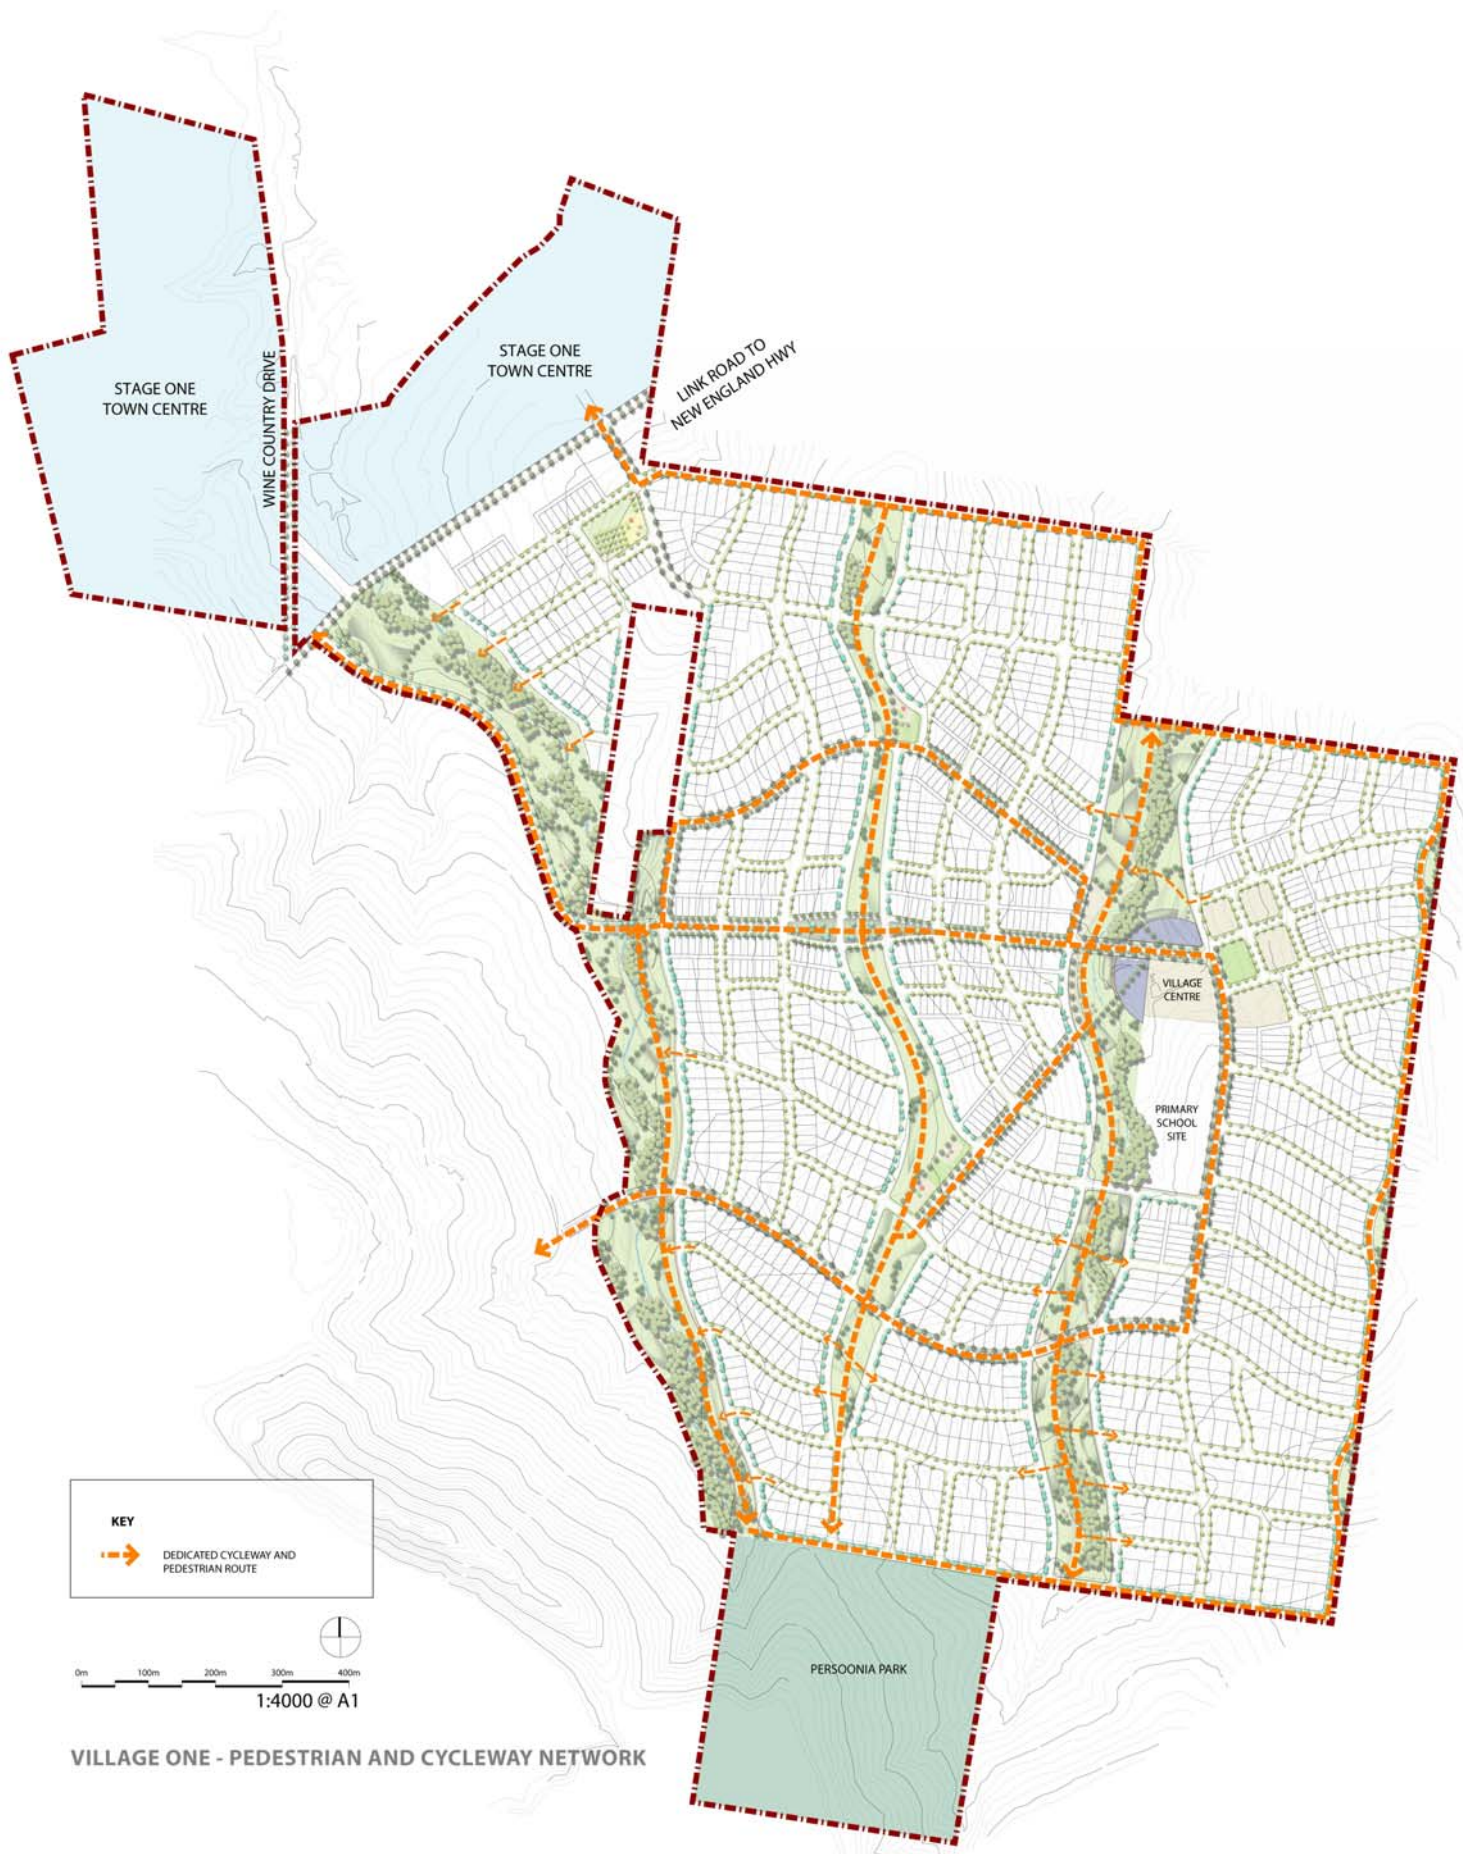 STAGE ONE
TOWN CENTRE
WINE COUNTRY DRIVE
STAGE ONE
TOWN CENTRE
LINK ROAD TO
NEW ENGLAND HWY
VILLAGE
CENTRE
PRIMARY
SCHOOL
SITE
KEY
DEDICATED CYCLEWAY AND
PEDESTRIAN ROUTE
0m 100m 200m 300m 400m
1:4000 @ A1
PERSOONIA PARK
VILLAGE ONE - PEDESTRIAN AND CYCLEWAY NETWORK